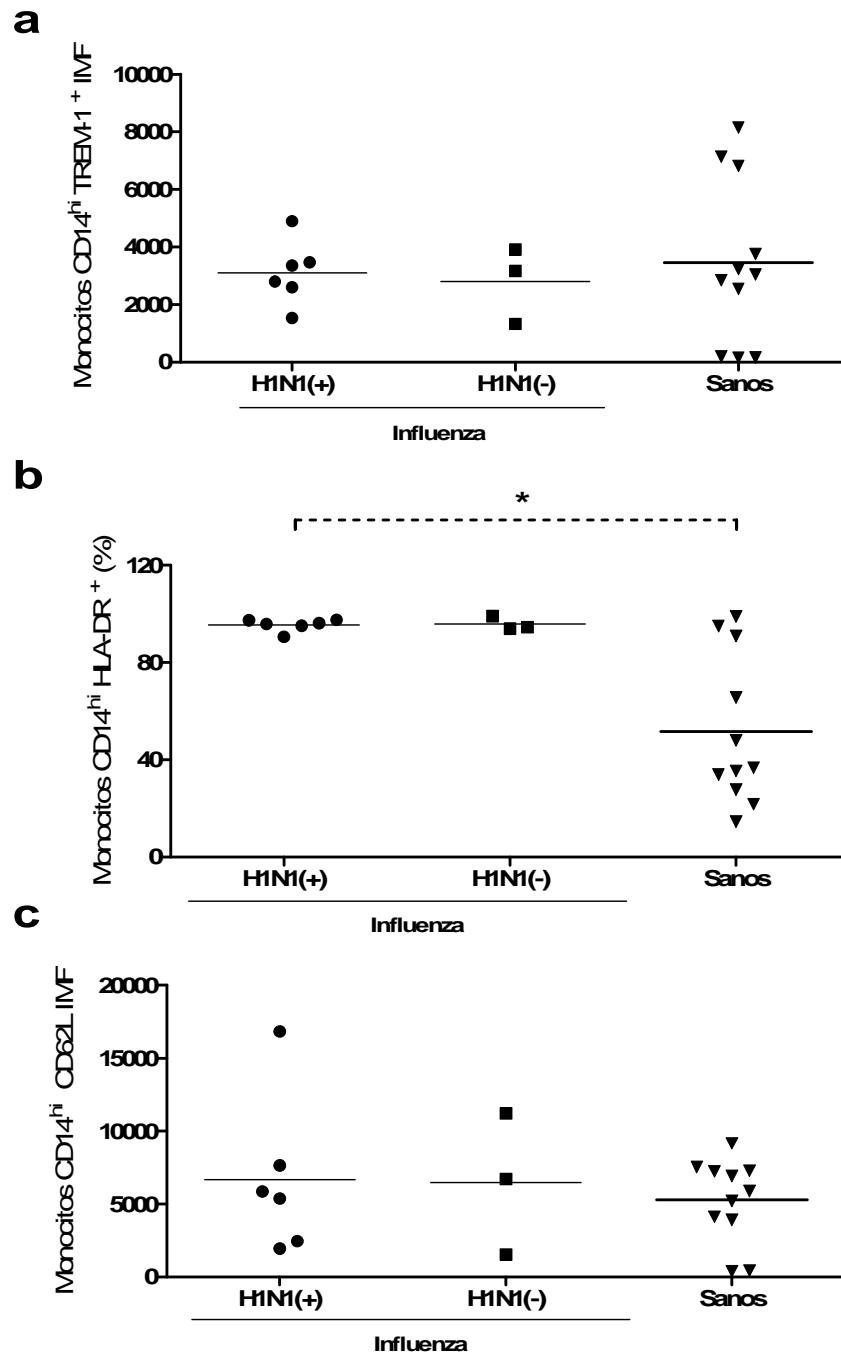 a
Monocitos CD14hi TREM-1 + IMF
10000
8000
6000
4000
2000
0
H1N1(+)
H1N1(-)
Sanos
Influenza
b
*
Monocitos CD14hi HLA-DR + (%)
120
80
40
0
H1N1(+)
H1N1(-)
Sanos
Influenza
c
Monocitos CD14hi CD62L IMF
20000
15000
10000
5000
0
H1N1(+)
H1N1(-)
Sanos
Influenza